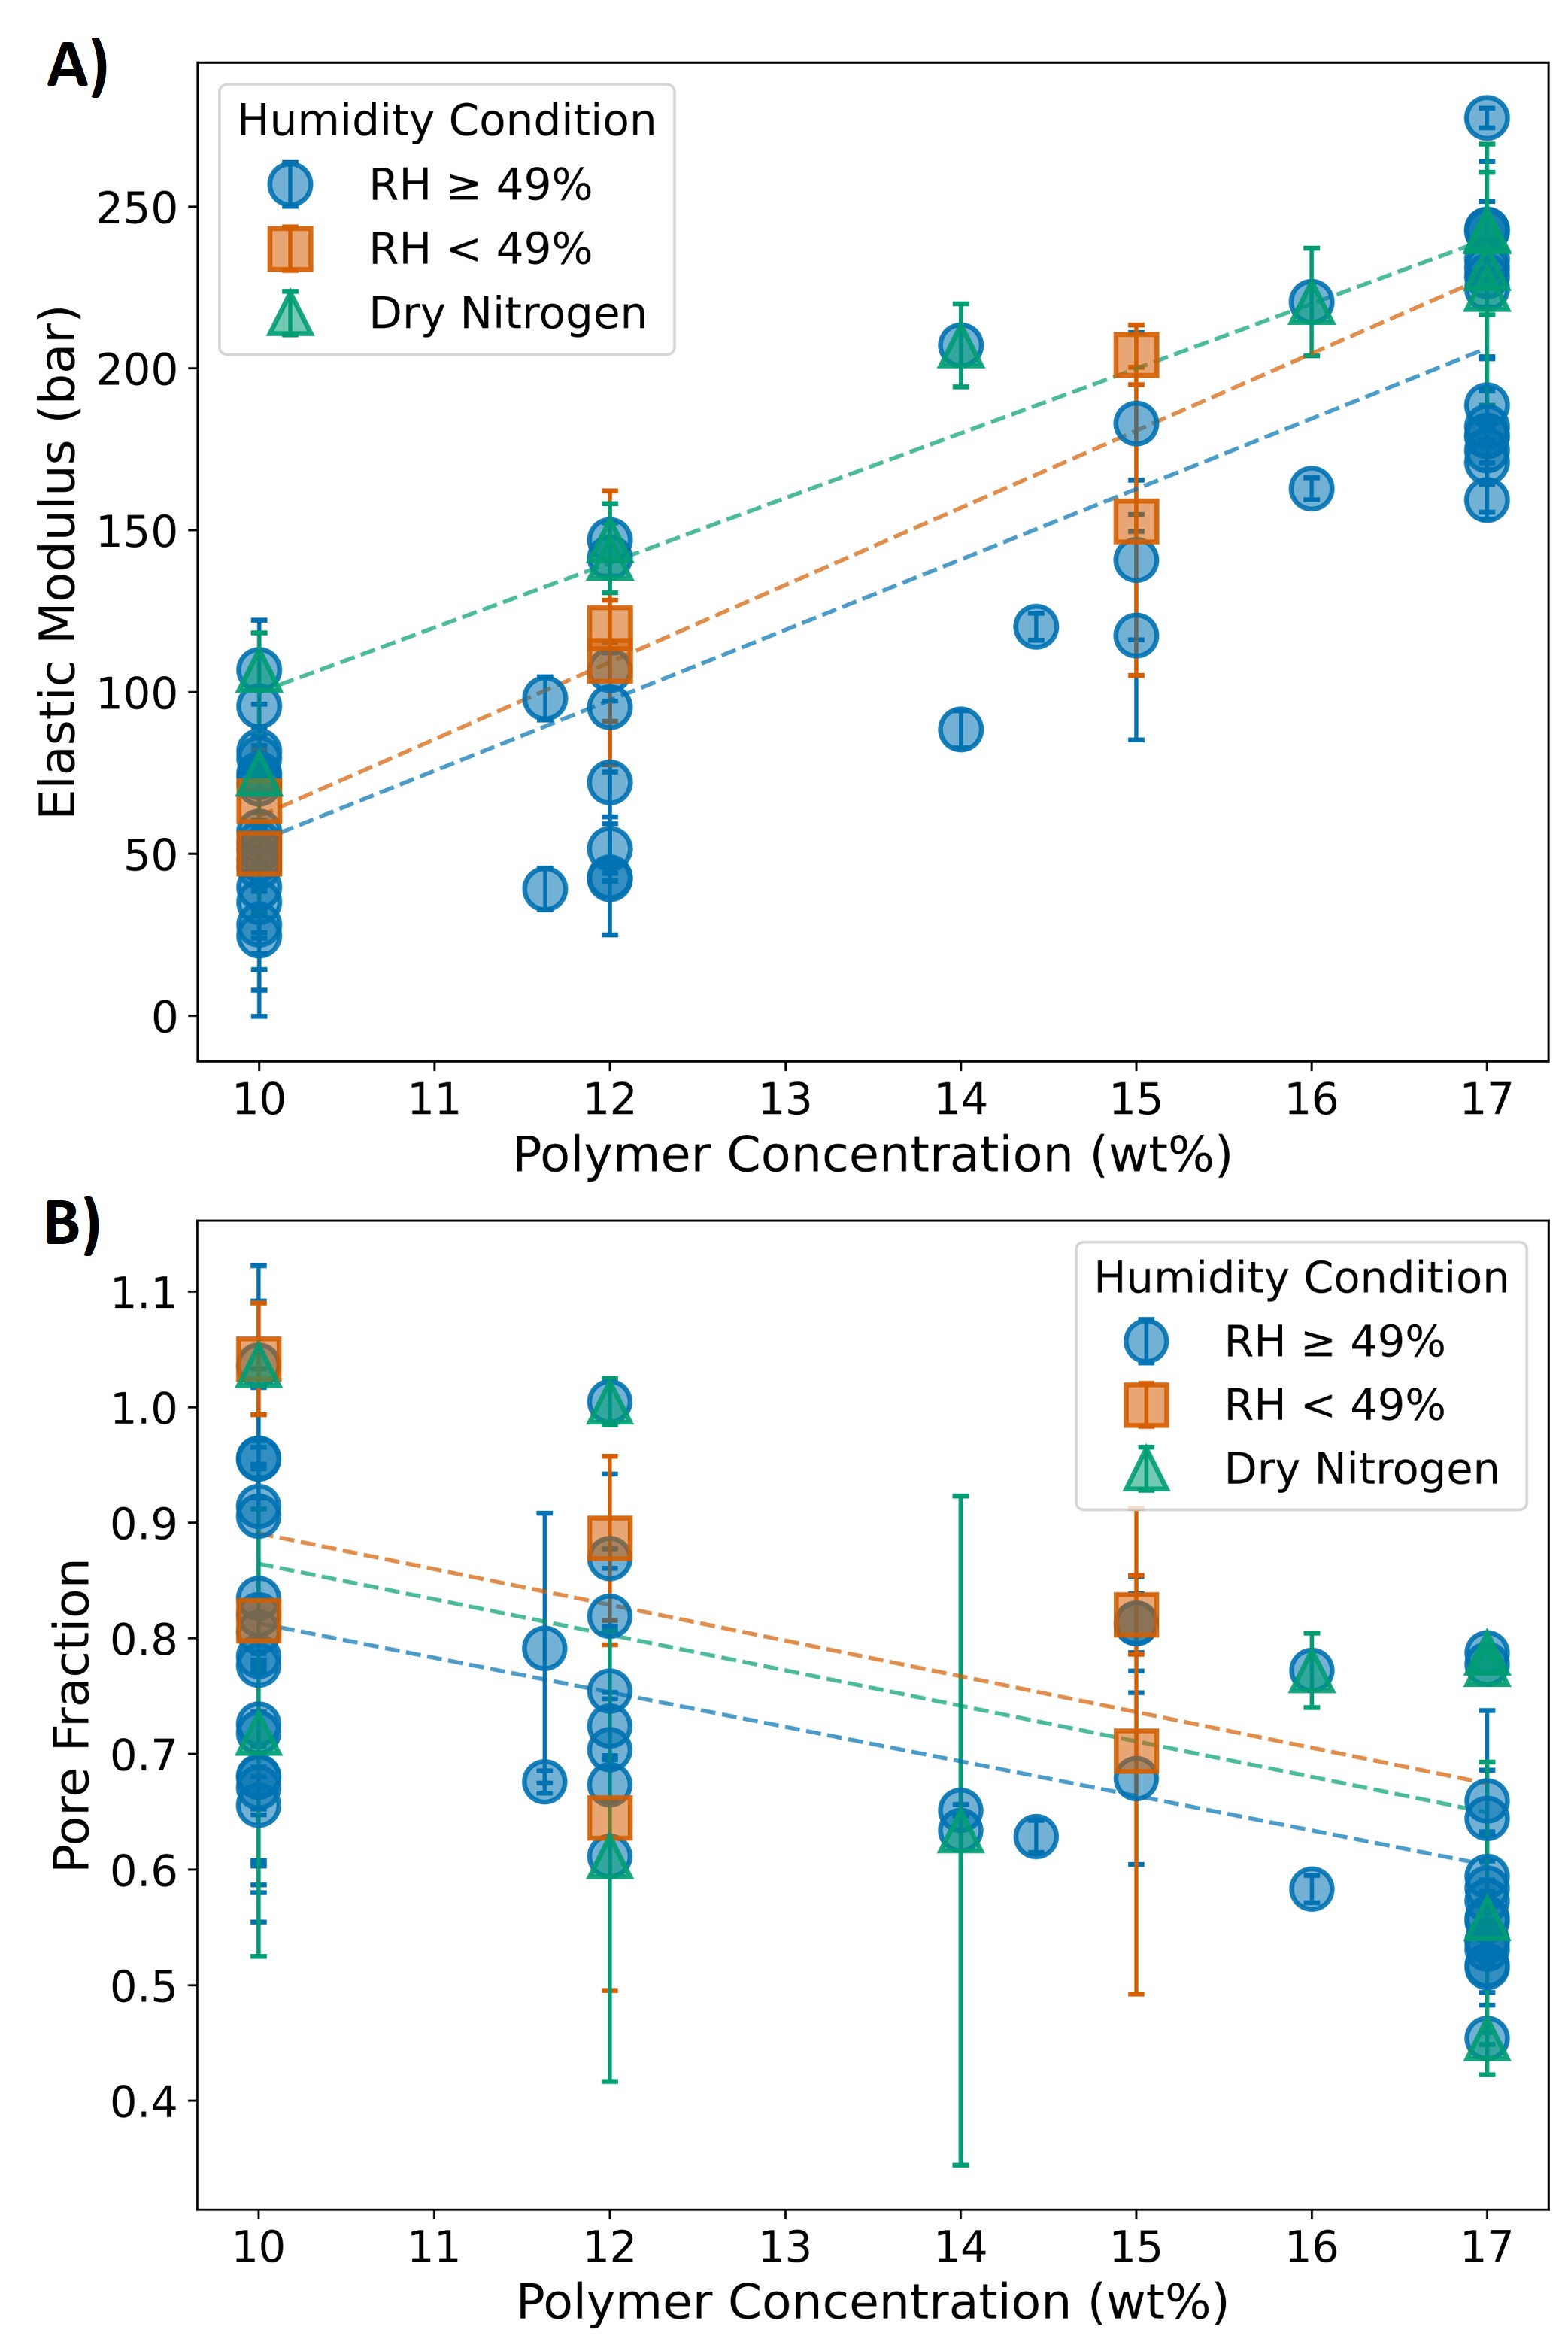 A)
Humidity Condition
RH ≥ 49%
RH < 49%
Dry Nitrogen
Elastic Modulus (bar)
250
200
150
100
50
0
10 11 12 13 14 15 16 17
Polymer Concentration (wt%)
B)
Humidity Condition
RH ≥ 49%
RH < 49%
Dry Nitrogen
Pore Fraction
1.1
1.0
0.9
0.8
0.7
0.6
0.5
0.4
10 11 12 13 14 15 16 17
Polymer Concentration (wt%)